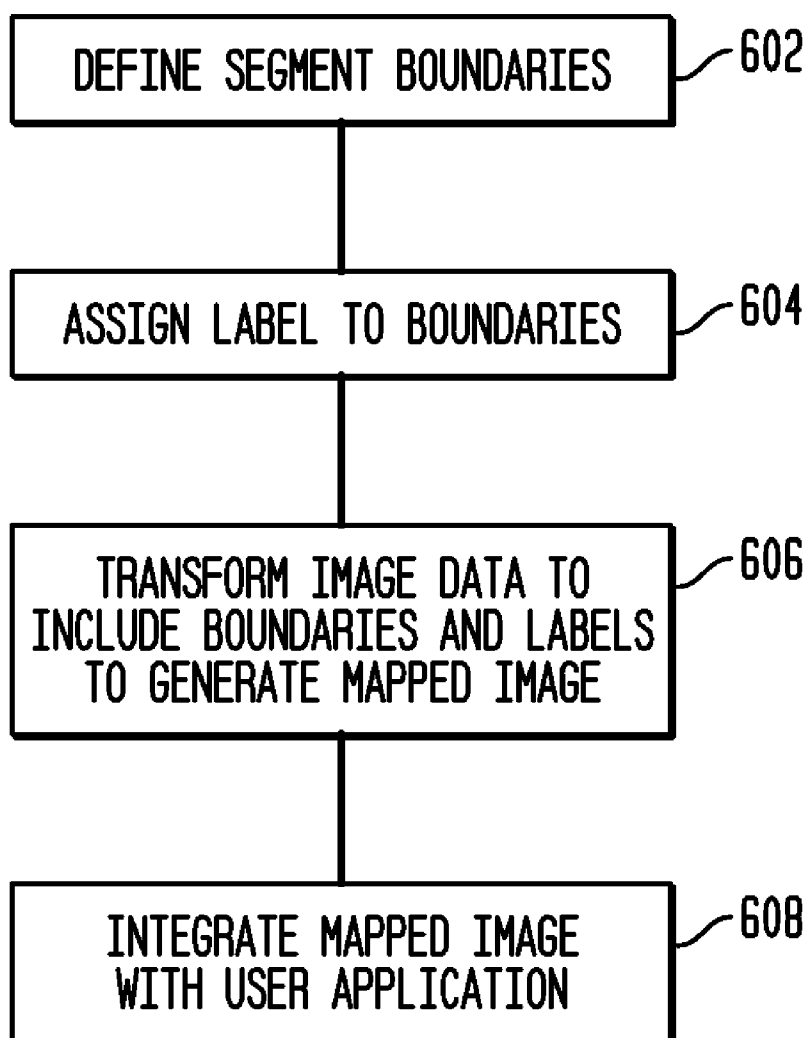 DEFINE SEGMENT BOUNDARIES
602
ASSIGN LABEL TO BOUNDARIES
604
TRANSFORM IMAGE DATA TO
INCLUDE BOUNDARIES AND LABELS
TO GENERATE MAPPED IMAGE
606
INTEGRATE MAPPED IMAGE
WITH USER APPLICATION
608